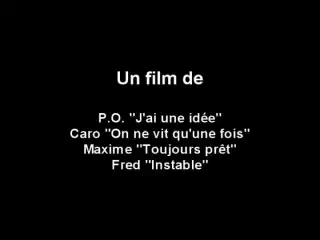 Un film de
P.O. "J'ai une idée"
Caro "On ne vit qu'une fois"
Maxime "Toujours prêt"
Fred "Instable"